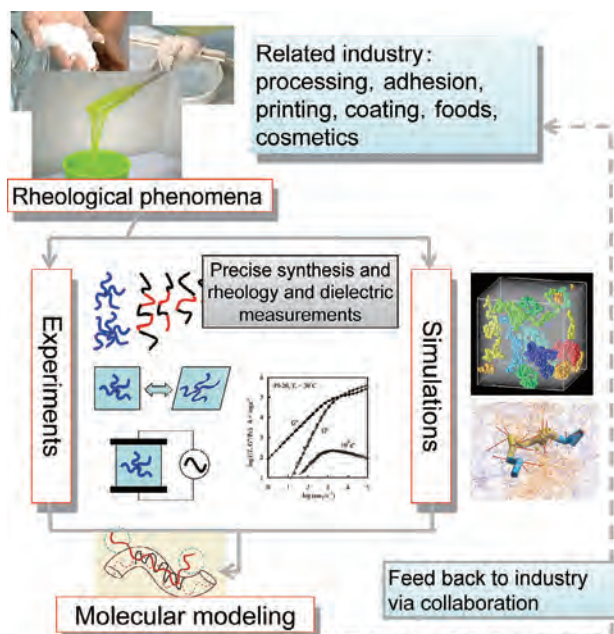 Related industry:
processing, adhesion,
printing, coating, foods,
cosmetics
Rheological phenomena
Precise synthesis and
rheology and dielectric
measurements
Experiments
Simulations
Molecular modeling
Feed back to industry
via collaboration